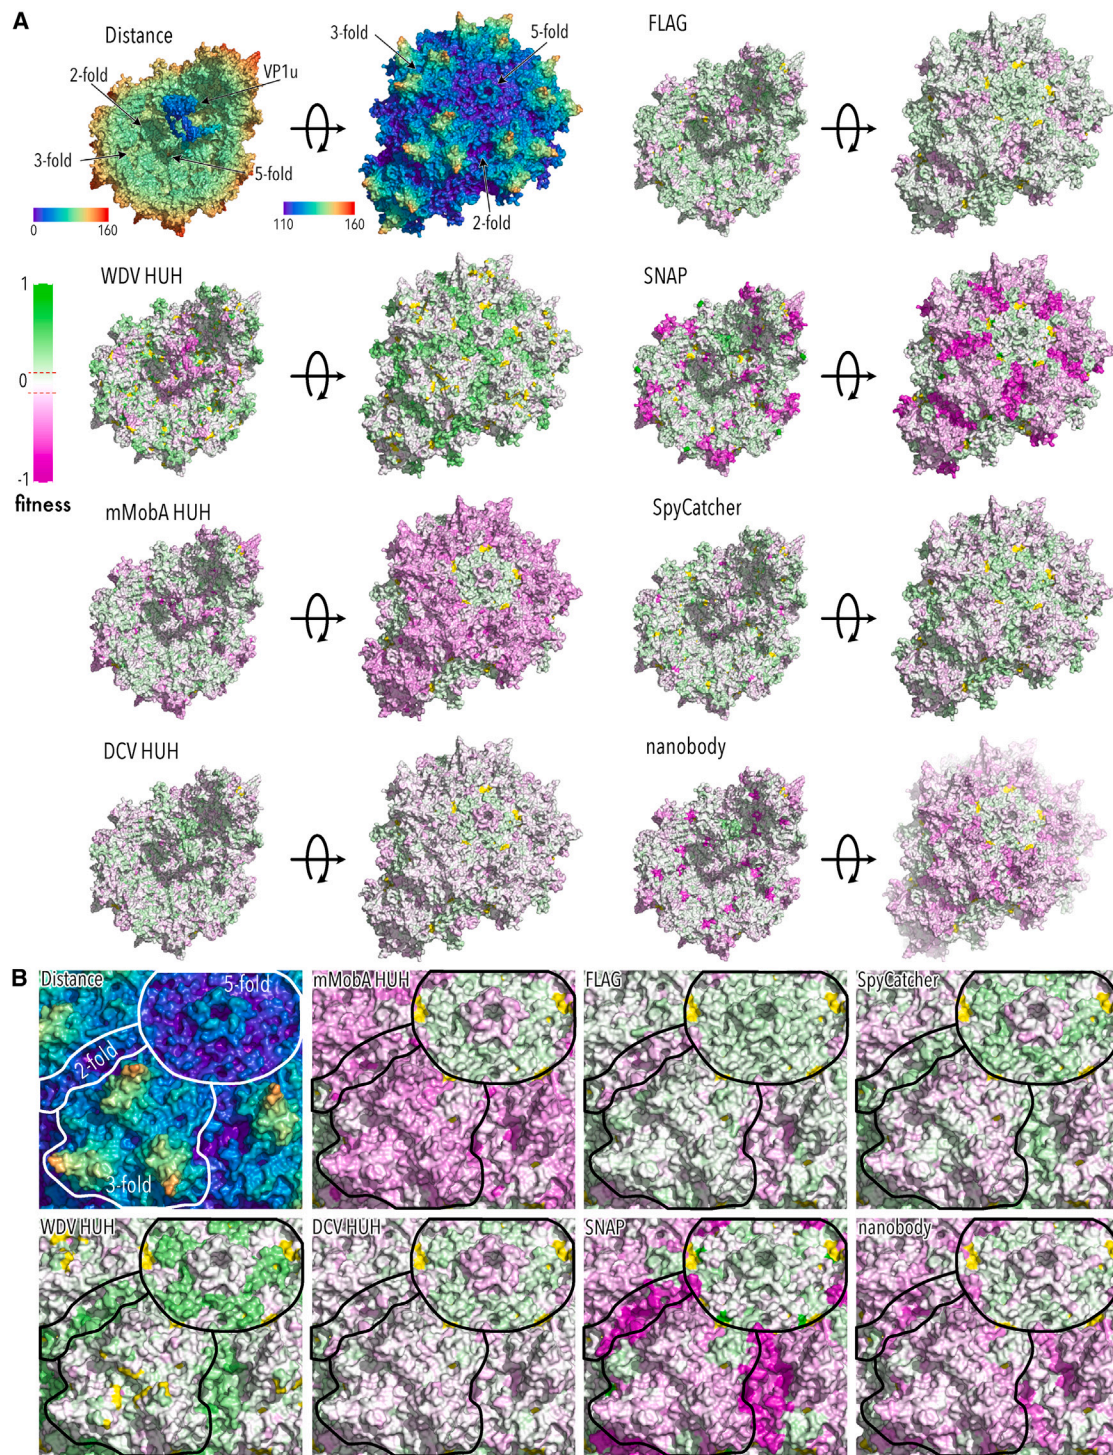 A
Distance
2-fold
VP1u
3-fold
5-fold
0
160
3-fold
5-fold
2-fold
110
160
FLAG
WDV HUH
SNAP
1
0
-1
fitness
mMobA HUH
SpyCatcher
DCV HUH
nanobody
B
Distance
5-fold
2-fold
3-fold
mMobA HUH
FLAG
SpyCatcher
WDV HUH
DCV HUH
SNAP
nanobody